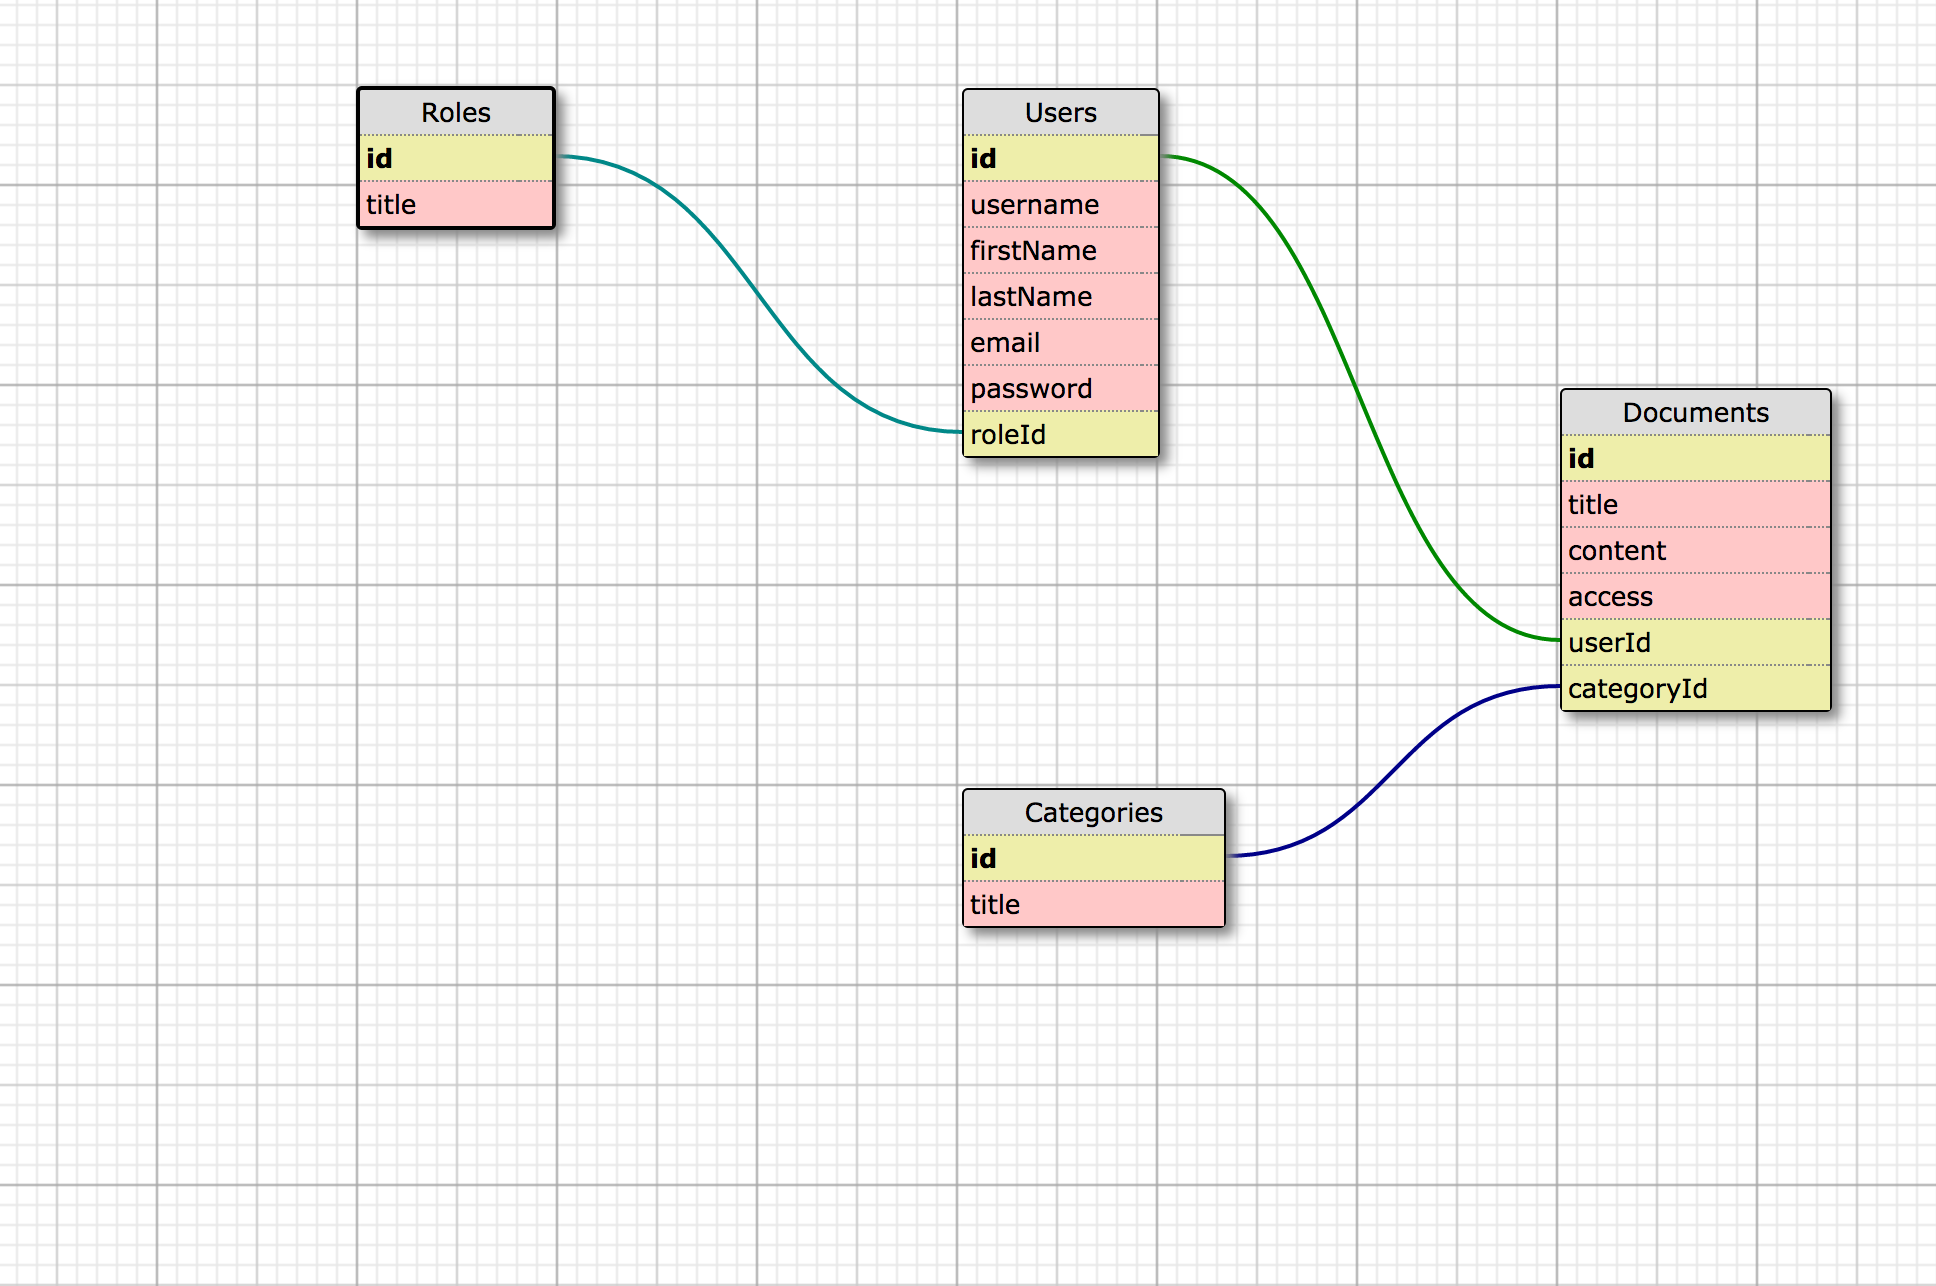 Roles
id
title
Users
id
username
firstName
lastName
email
password
roleId
Documents
id
title
content
access
userId
categoryId
Categories
id
title